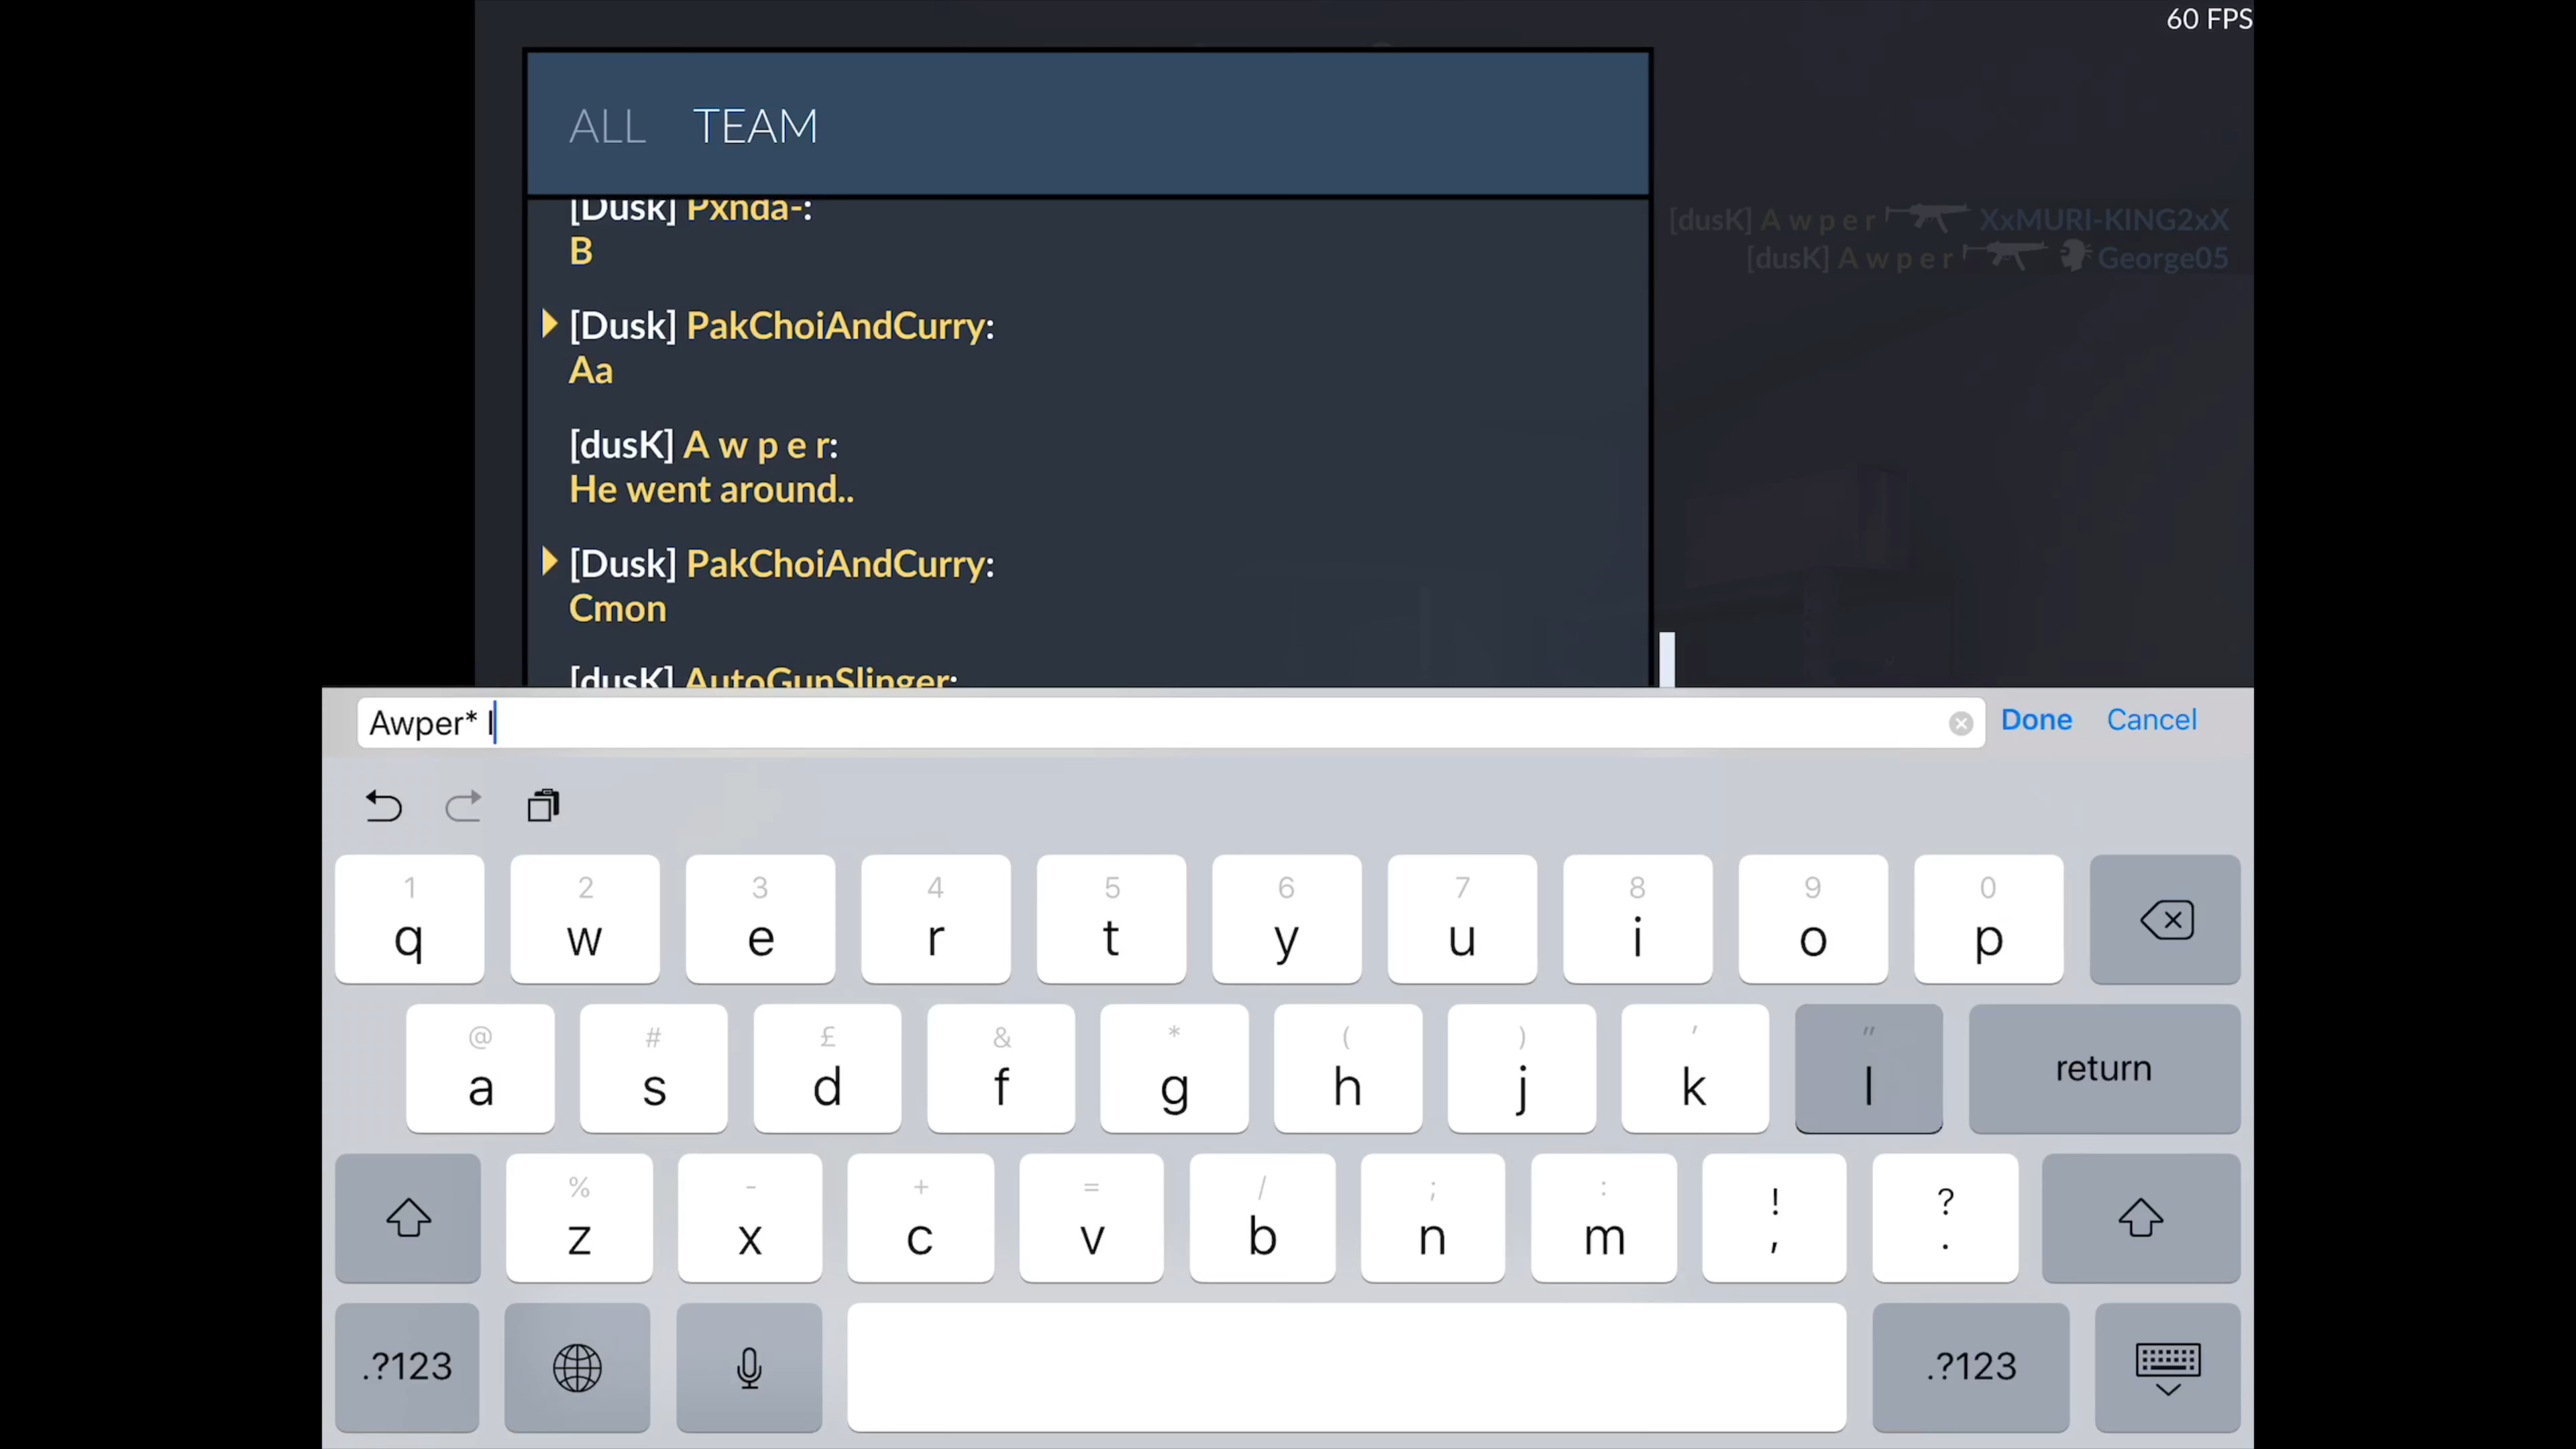 60 FPS
ALL TEAM
[Dusk] Pxnda-:
B
[dusK] A w p e r XxMURI-KING2xX
[dusK] A w p e r George05
[Dusk] PakChoiAndCurry:
Aa
[dusK] A w p e r:
He went around..
[Dusk] PakChoiAndCurry:
Cmon
[dusK] AutoGunSlinger:
Awper* l
Done Cancel
1 2 3 4 5 6 7 8 9 0
q w e r t y u i o p
@ # £ & * ( ) ' "
a s d f g h j k l return
% - + = / ; : ! ?
z x c v b n m , .
.?123 .?123